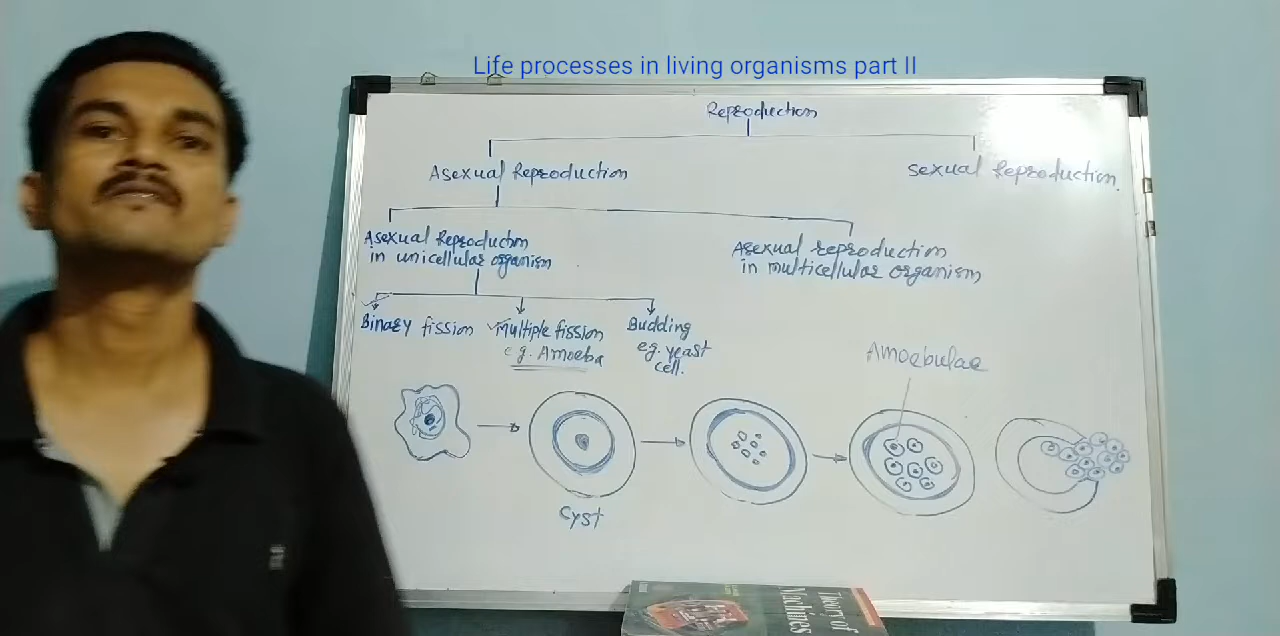 Life processes in living organisms part II
Reproduction
Asexual Reproduction
sexual Reproduction.
Asexual Reproduction
in unicellular organism
Asexual reproduction
in multicellular organism
Binary fission
Multiple fission
e.g. Amoeba
Budding
e.g. yeast
cell.
Amoebulae
Cyst
Theory of
Machines